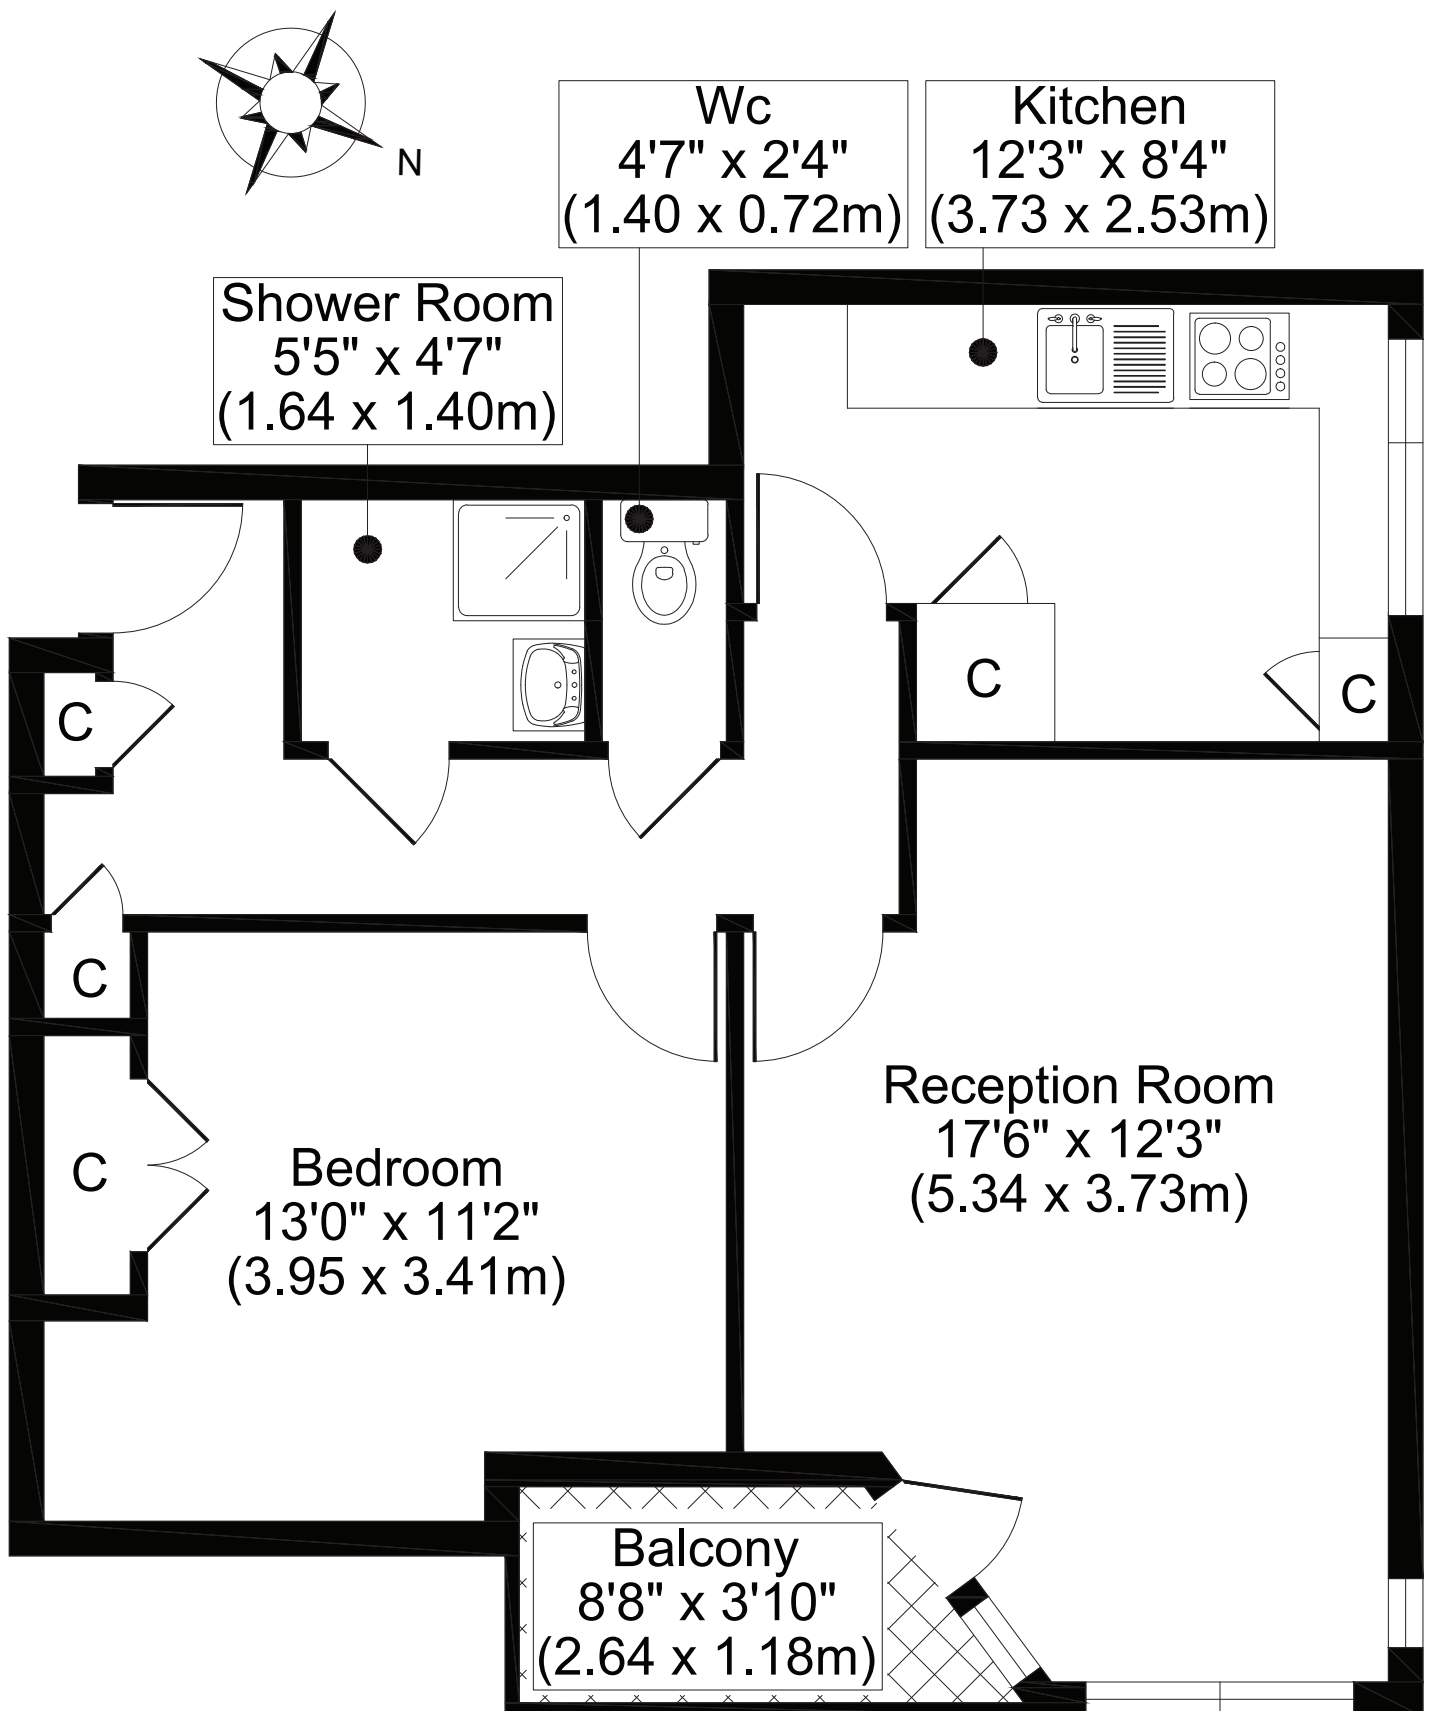 N
Wc
4'7" x 2'4"
(1.40 x 0.72m)
Kitchen
12'3" x 8'4"
(3.73 x 2.53m)
Shower Room
5'5" x 4'7"
(1.64 x 1.40m)
C
C
C
C
C
Reception Room
17'6" x 12'3"
(5.34 x 3.73m)
Bedroom
13'0" x 11'2"
(3.95 x 3.41m)
Balcony
8'8" x 3'10"
(2.64 x 1.18m)